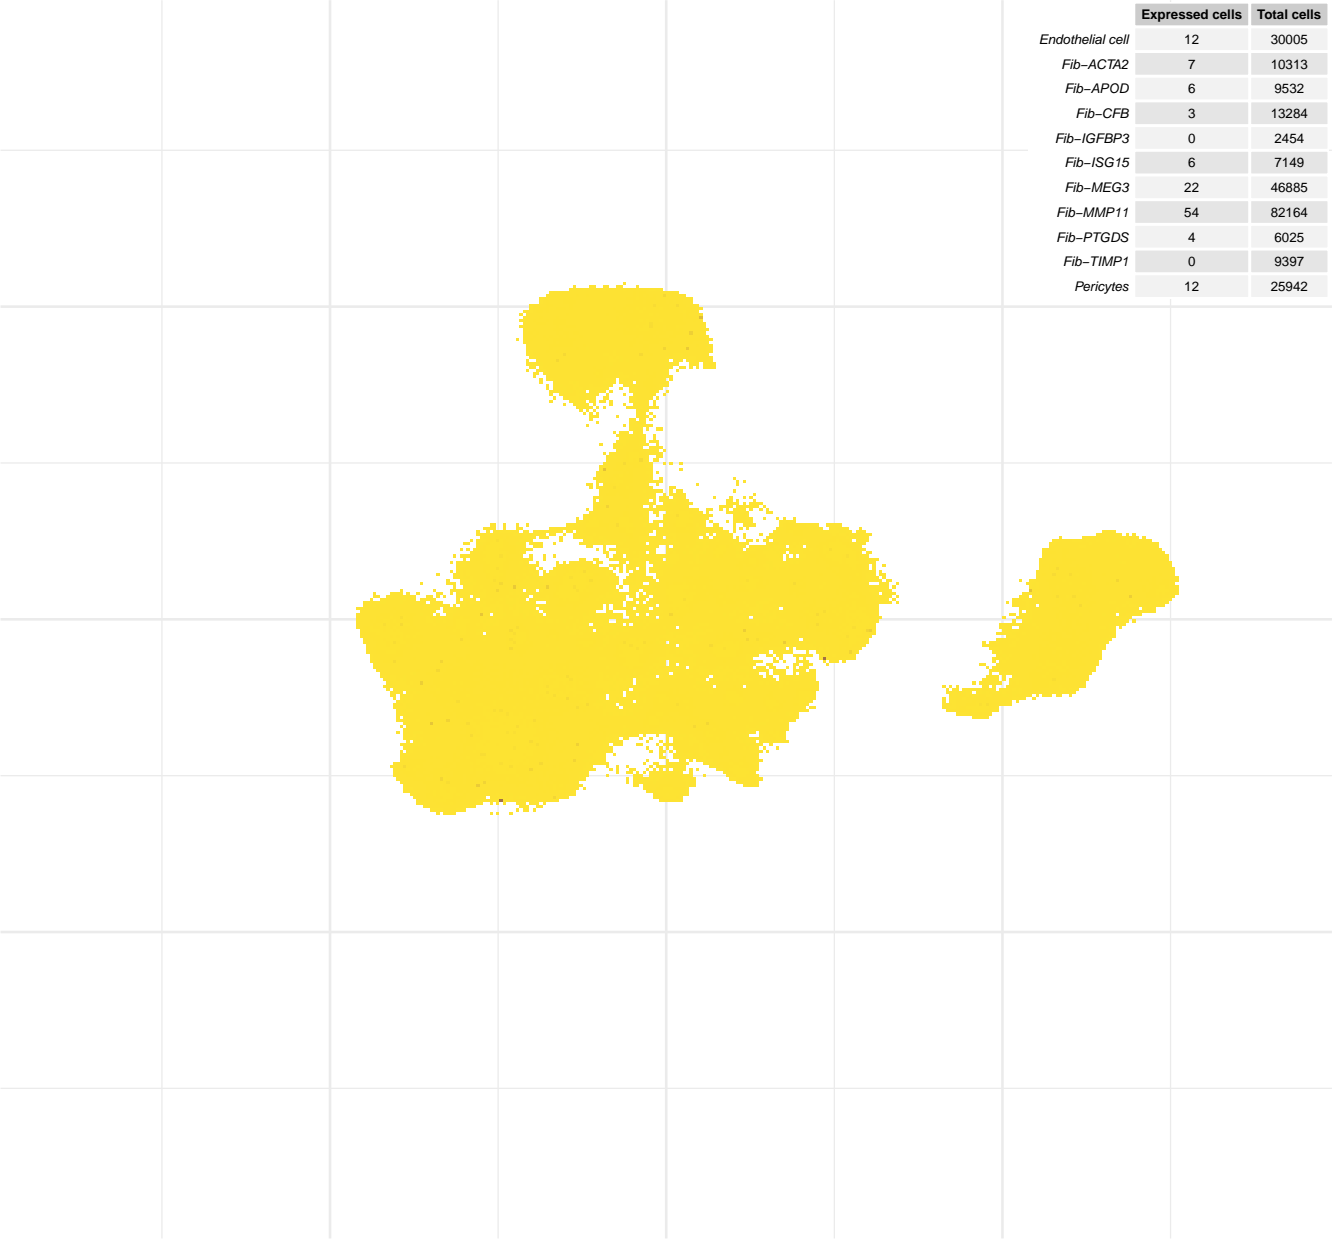 Expressed cells Total cells
Endothelial cell 12 30005
Fib−ACTA2 7 10313
Fib−APOD 6 9532
Fib−CFB 3 13284
Fib−IGFBP3 0 2454
Fib−ISG15 6 7149
Fib−MEG3 22 46885
Fib−MMP11 54 82164
Fib−PTGDS 4 6025
Fib−TIMP1 0 9397
Pericytes 12 25942